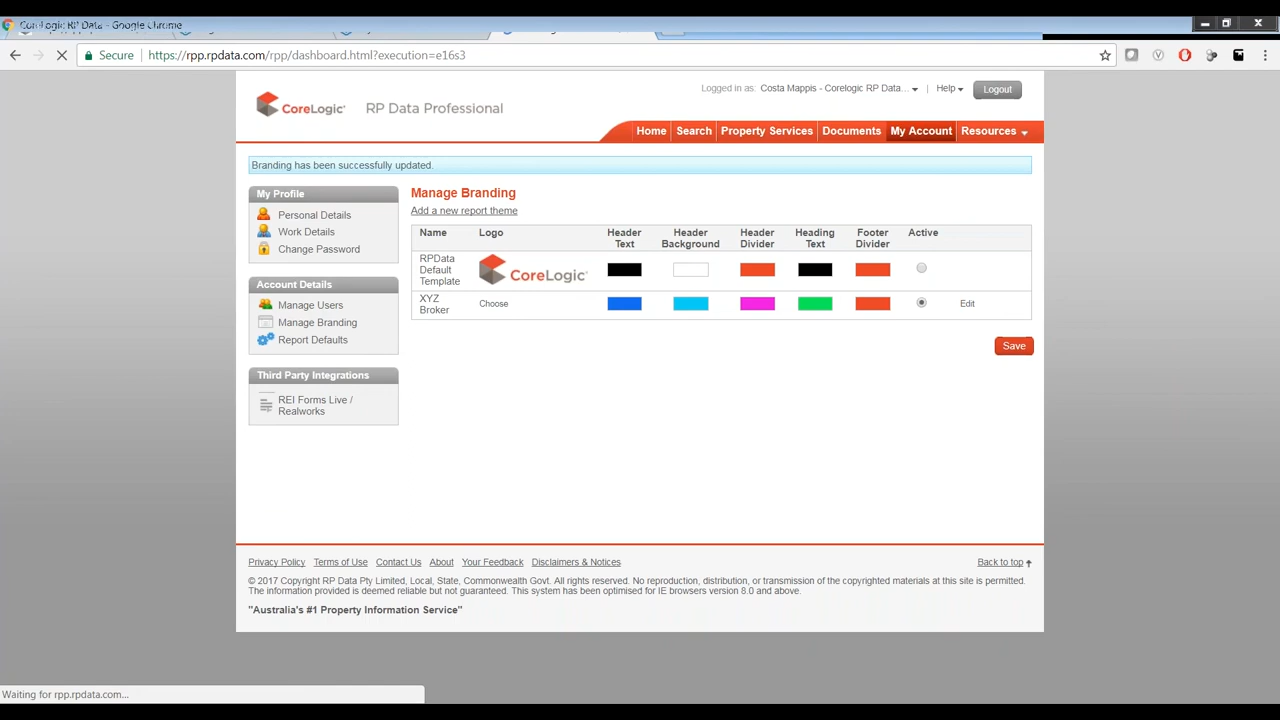 CoreLogic RP Data - Google Chrome
Secure
https://rpp.rpdata.com/rpp/dashboard.html?execution=e16s3
Logged in as: Costa Mappis - Corelogic RP Data... | Help Logout
CoreLogic RP Data Professional
Home Search Property Services Documents My Account Resources
Branding has been successfully updated.
My Profile
Personal Details
Work Details
Change Password
Account Details
Manage Users
Manage Branding
Report Defaults
Third Party Integrations
REI Forms Live /
Realworks
Manage Branding
Add a new report theme
Name Logo Header Text Header Background Header Divider Heading Text Footer Divider Active
RPData
Default
Template
CoreLogic
XYZ
Broker
Choose
Edit
Save
Privacy Policy Terms of Use Contact Us About Your Feedback Disclaimers & Notices Back to top
© 2017 Copyright RP Data Pty Limited, Local, State, Commonwealth Govt. All rights reserved. No reproduction, distribution, or transmission of the copyrighted materials at this site is permitted.
The information provided is deemed reliable but not guaranteed. This system has been optimised for IE browsers version 8.0 and above.
"Australia's #1 Property Information Service"
Waiting for rpp.rpdata.com...